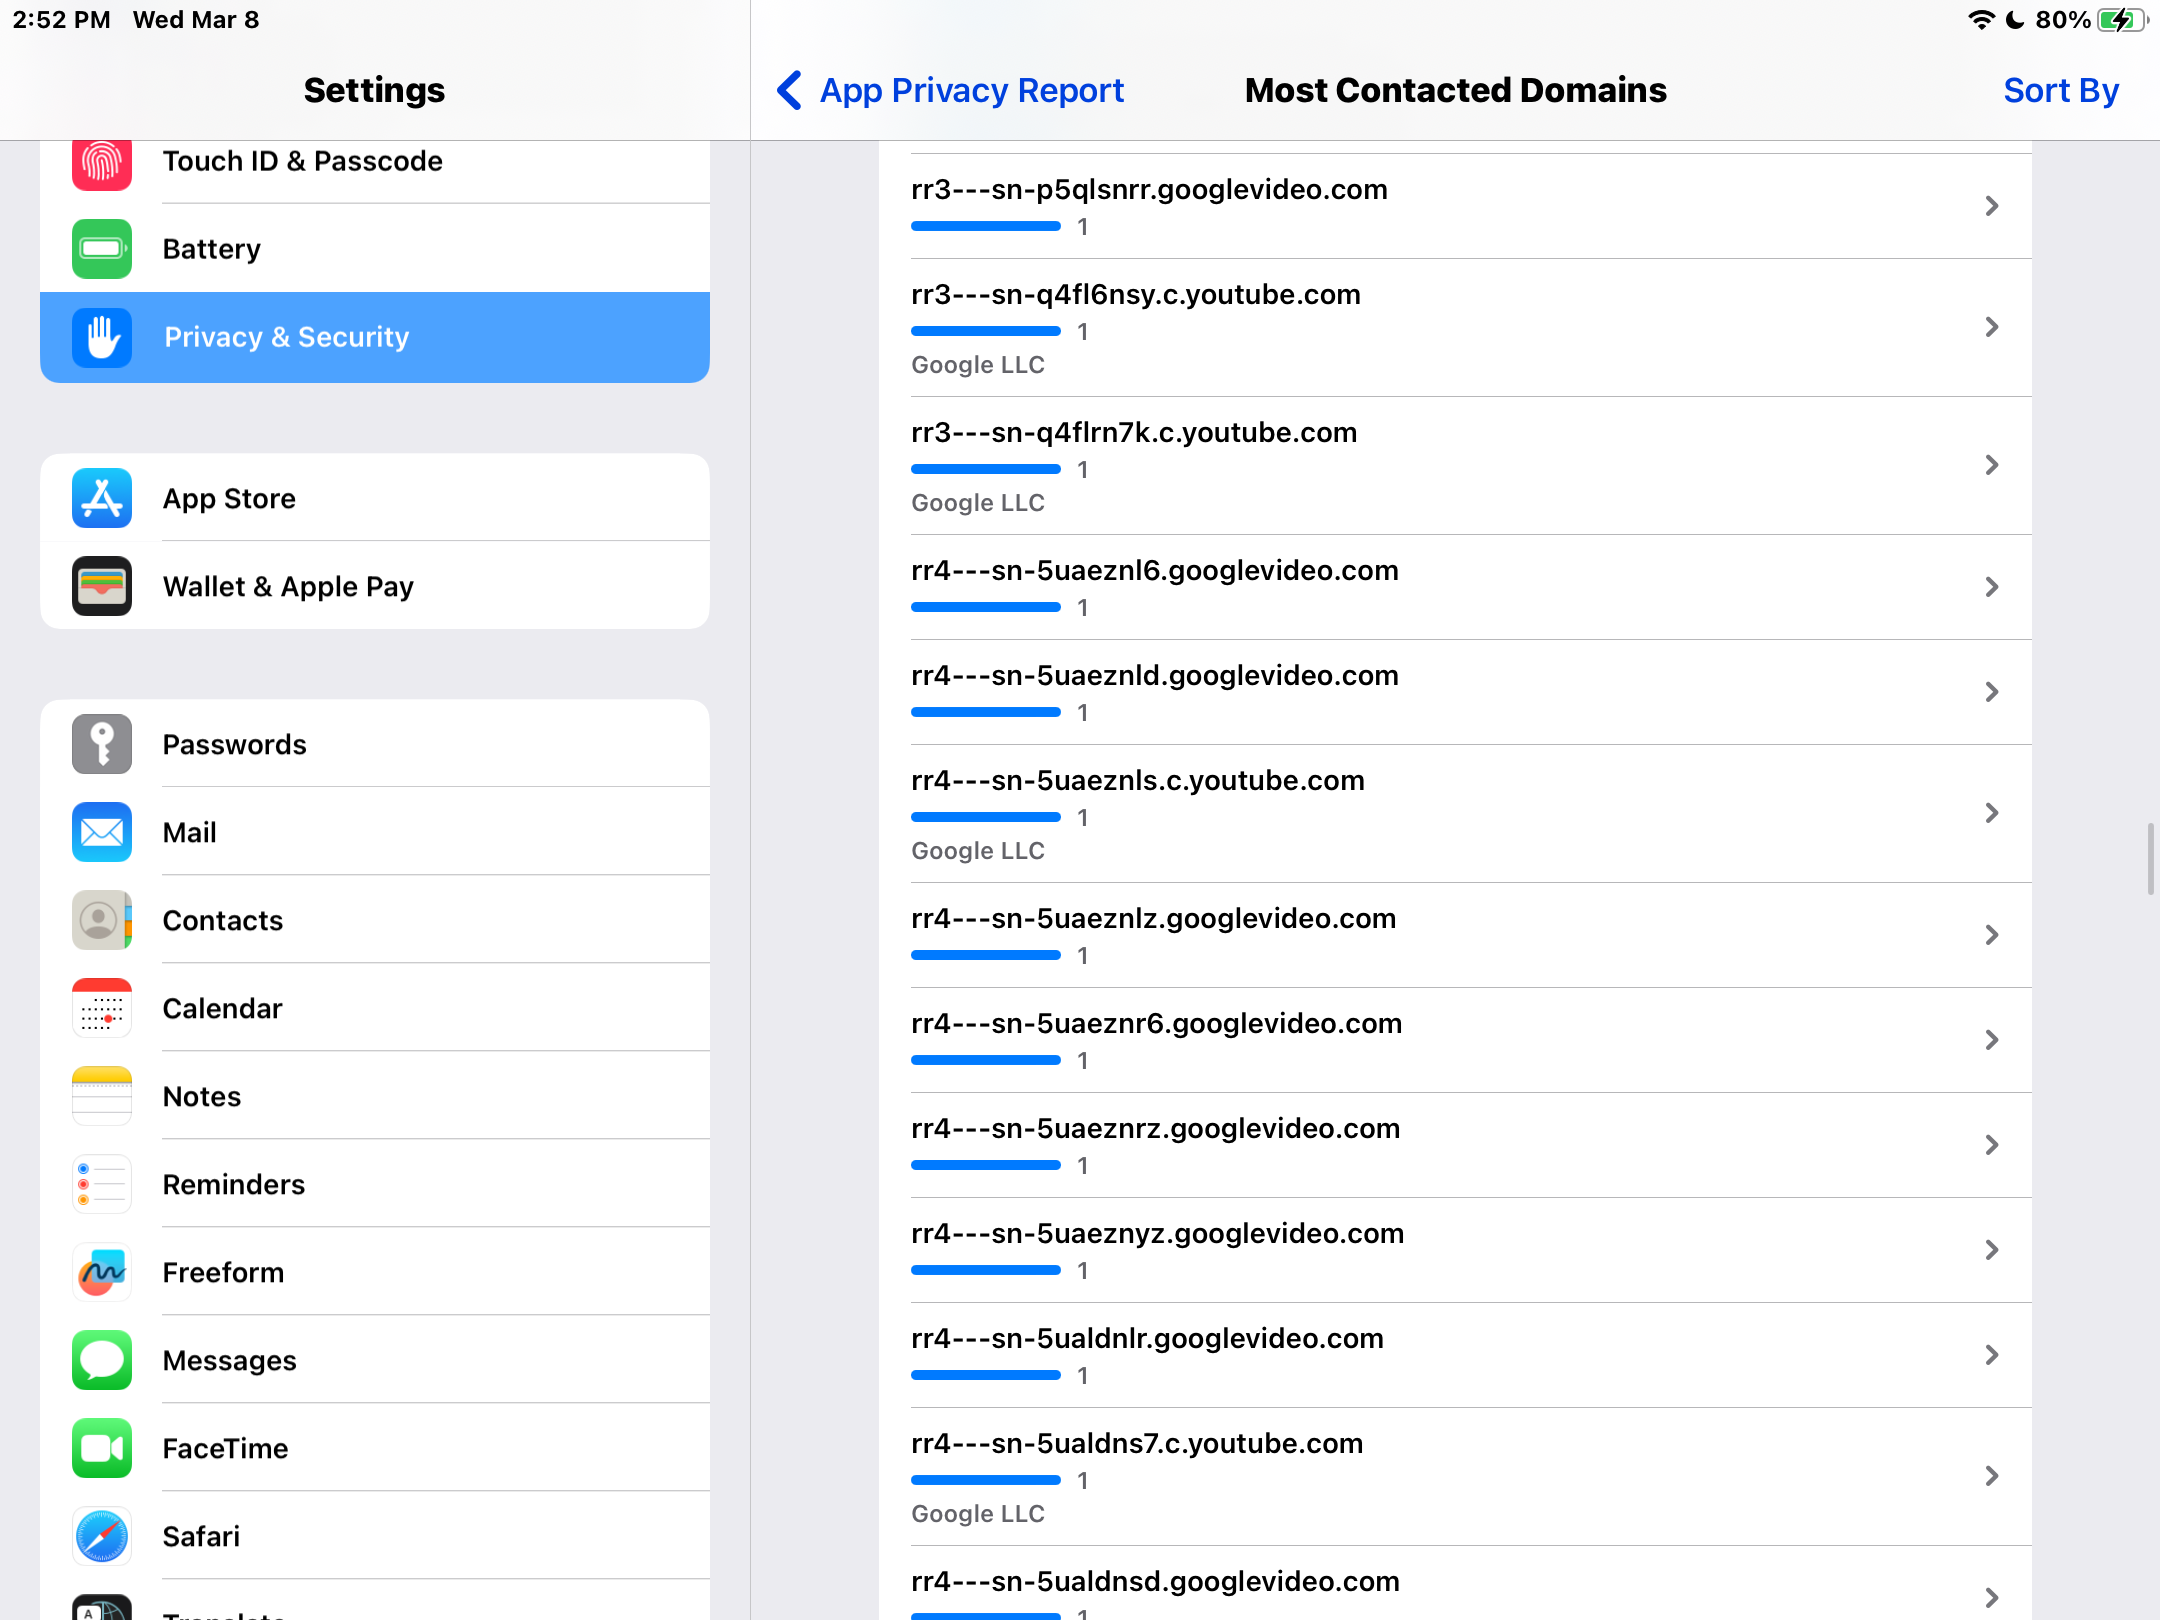 2:52 PM Wed Mar 8
80%
Settings
Touch ID & Passcode
Battery
Privacy & Security
App Store
Wallet & Apple Pay
Passwords
Mail
Contacts
Calendar
Notes
Reminders
Freeform
Messages
FaceTime
Safari
Translate
App Privacy Report
Most Contacted Domains
Sort By
rr3---sn-p5qlsnrr.googlevideo.com
1
rr3---sn-q4fl6nsy.c.youtube.com
1
Google LLC
rr3---sn-q4flrn7k.c.youtube.com
1
Google LLC
rr4---sn-5uaeznl6.googlevideo.com
1
rr4---sn-5uaeznld.googlevideo.com
1
rr4---sn-5uaeznls.c.youtube.com
1
Google LLC
rr4---sn-5uaeznlz.googlevideo.com
1
rr4---sn-5uaeznr6.googlevideo.com
1
rr4---sn-5uaeznrz.googlevideo.com
1
rr4---sn-5uaeznyz.googlevideo.com
1
rr4---sn-5ualdnlr.googlevideo.com
1
rr4---sn-5ualdns7.c.youtube.com
1
Google LLC
rr4---sn-5ualdnsd.googlevideo.com
1